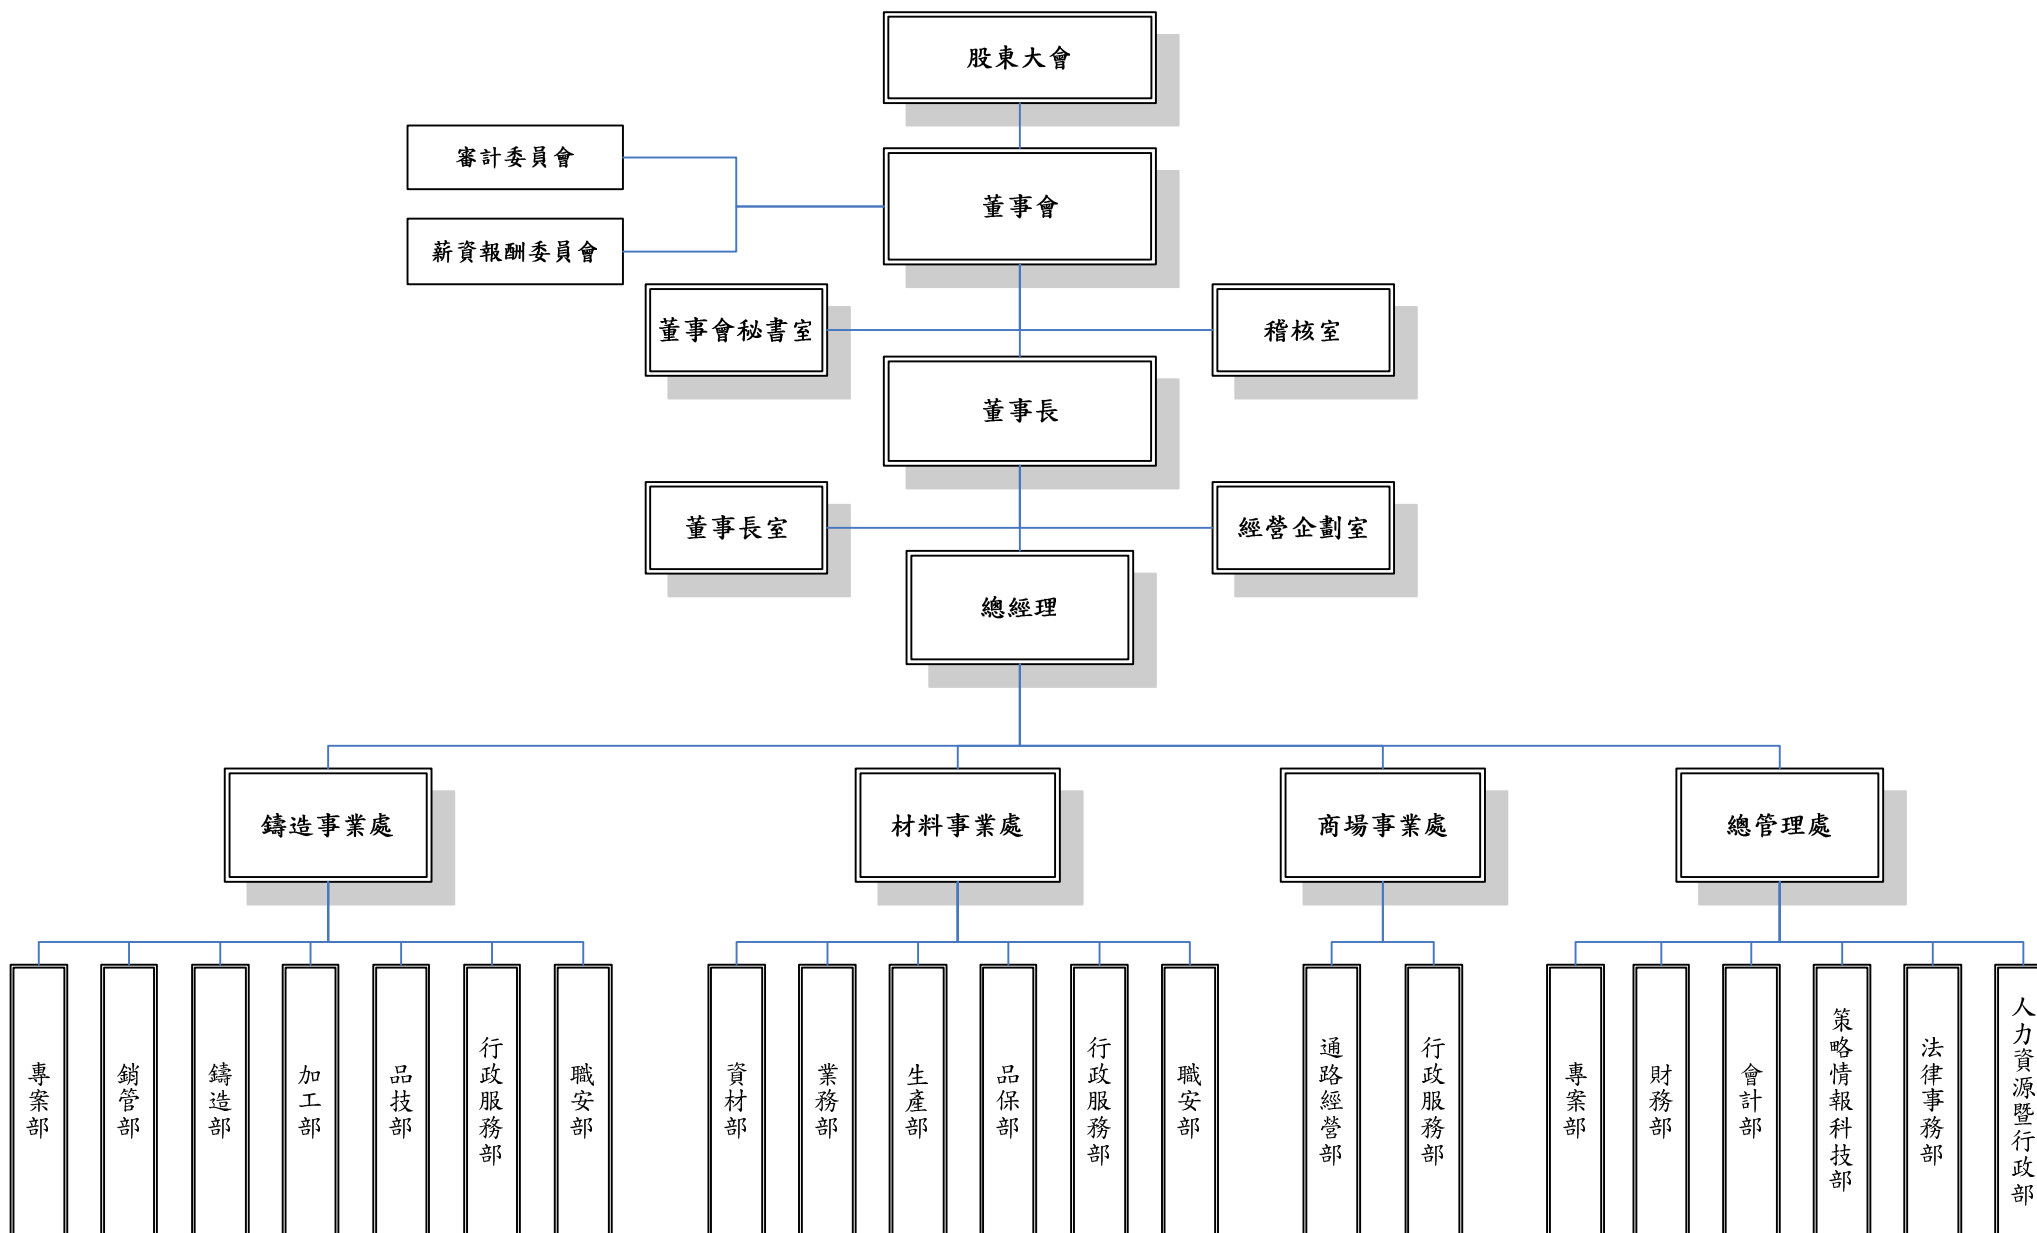 股東大會
審計委員會
董事會
薪資報酬委員會
董事會秘書室
稽核室
董事長
董事長室
經營企劃室
總經理
鑄造事業處
材料事業處
商場事業處
總管理處
專案部
銷管部
鑄造部
加工部
品技部
行政服務部
職安部
資材部
業務部
生產部
品保部
行政服務部
職安部
通路經營部
行政服務部
專案部
財務部
會計部
策略情報科技部
法律事務部
人力資源暨行政部